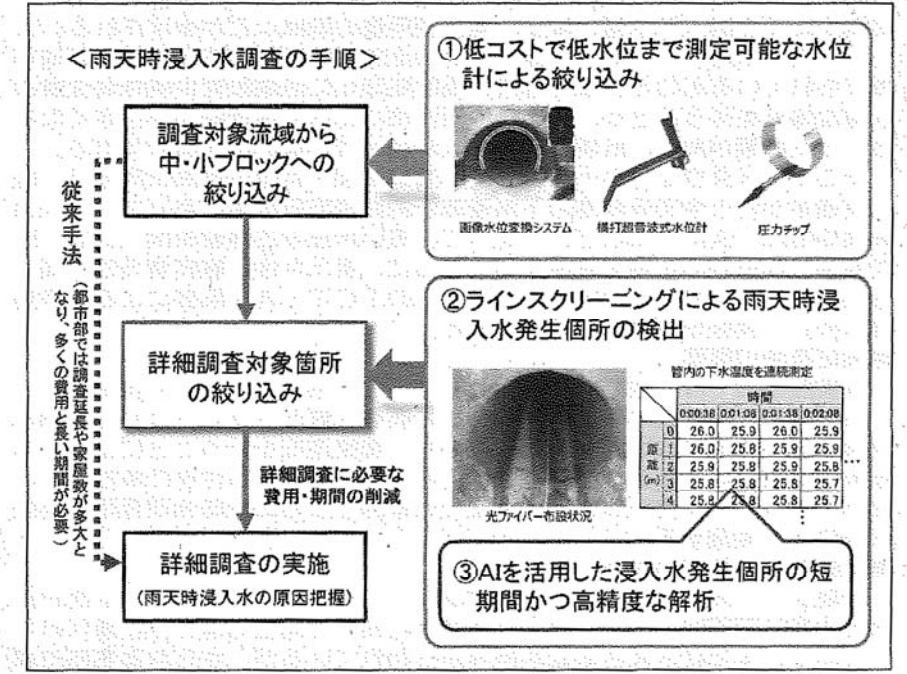 ＜雨天時浸入水調査の手順＞
調査対象流域から
中・小ブロックへの
絞り込み
従来手法
（都市部では調査延長や家屋数が多大と
なり、多くの費用と長い期間が必要）
詳細調査対象箇所
の絞り込み
詳細調査に必要な
費用・期間の削減
詳細調査の実施
（雨天時浸入水の原因把握）
①低コストで低水位まで測定可能な水位
計による絞り込み
画像水位変換システム
横打超音波式水位計
圧力チップ
②ラインスクリーニングによる雨天時浸
入水発生個所の検出
光ファイバー布設状況
管内の下水温度を連続測定
時間
0:00:38 0:01:08 0:01:38 0:02:08
距離(m)
0 26.0 25.9 26.0 25.9
1 26.0 25.8 25.9 25.9
2 25.9 25.8 25.9 25.8 …
3 25.8 25.8 25.8 25.7
4 25.8 25.8 25.8 25.7
⋮
③AIを活用した浸入水発生個所の短
期間かつ高精度な解析